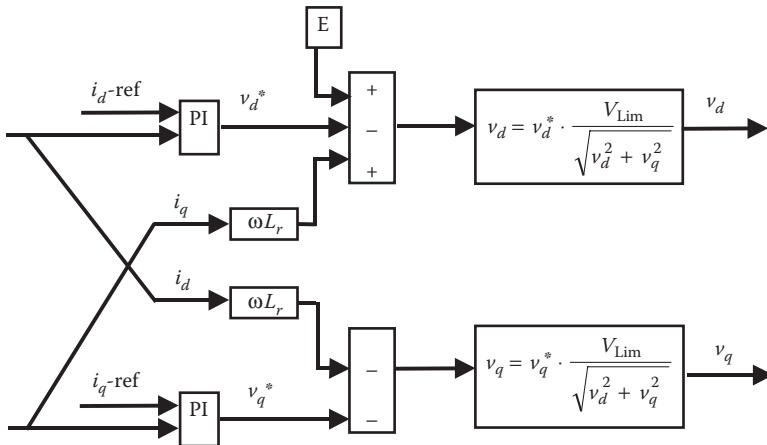 E
i_d-ref
PI
v_d*
+
−
+
v_d = v_d* · V_Lim / √(v_d² + v_q²)
v_d
i_q
ωL_r
i_d
ωL_r
i_q-ref
PI
v_q*
−
−
v_q = v_q* · V_Lim / √(v_d² + v_q²)
v_q